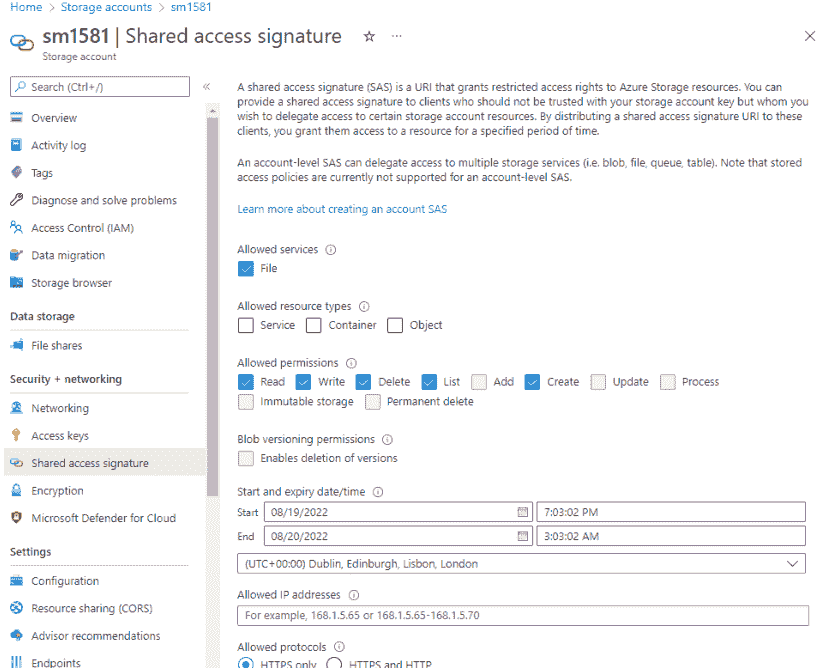 Home > Storage accounts > sm1581
sm1581 | Shared access signature
Storage account
Search (Ctrl+/)
Overview
Activity log
Tags
Diagnose and solve problems
Access Control (IAM)
Data migration
Storage browser
Data storage
File shares
Security + networking
Networking
Access keys
Shared access signature
Encryption
Microsoft Defender for Cloud
Settings
Configuration
Resource sharing (CORS)
Advisor recommendations
Endpoints
A shared access signature (SAS) is a URI that grants restricted access rights to Azure Storage resources. You can
provide a shared access signature to clients who should not be trusted with your storage account key but whom you
wish to delegate access to certain storage account resources. By distributing a shared access signature URI to these
clients, you grant them access to a resource for a specified period of time.
An account-level SAS can delegate access to multiple storage services (i.e. blob, file, queue, table). Note that stored
access policies are currently not supported for an account-level SAS.
Learn more about creating an account SAS
Allowed services
File
Allowed resource types
Service Container Object
Allowed permissions
Read Write Delete List Add Create Update Process
Immutable storage Permanent delete
Blob versioning permissions
Enables deletion of versions
Start and expiry date/time
Start 08/19/2022 7:03:02 PM
End 08/20/2022 3:03:02 AM
(UTC+00:00) Dublin, Edinburgh, Lisbon, London
Allowed IP addresses
For example, 168.1.5.65 or 168.1.5.65-168.1.5.70
Allowed protocols
HTTPS only HTTPS and HTTP